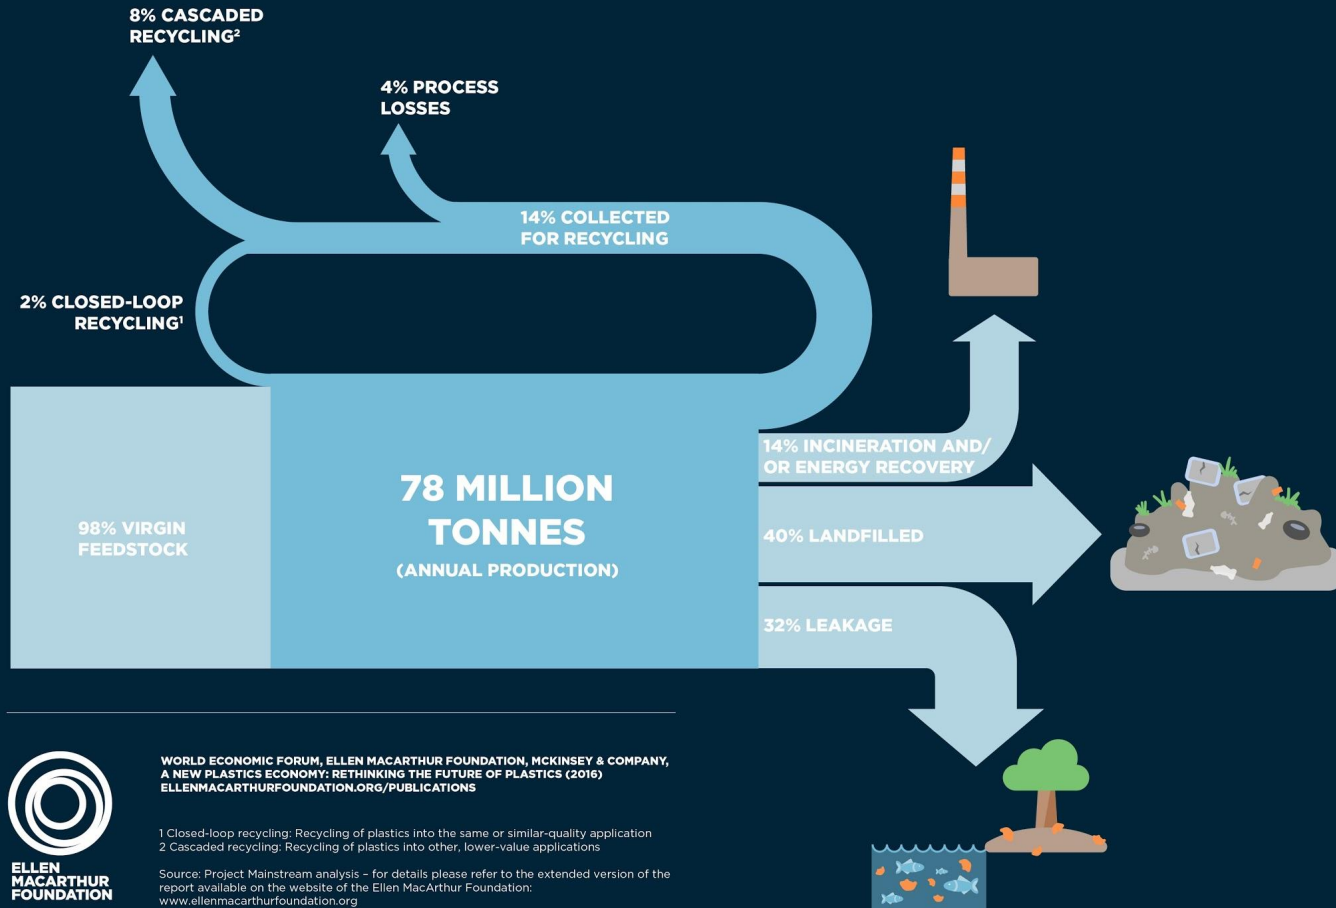 8% CASCADED
RECYCLING²
4% PROCESS
LOSSES
14% COLLECTED
FOR RECYCLING
2% CLOSED-LOOP
RECYCLING¹
98% VIRGIN
FEEDSTOCK
78 MILLION
TONNES
(ANNUAL PRODUCTION)
14% INCINERATION AND/
OR ENERGY RECOVERY
40% LANDFILLED
32% LEAKAGE
ELLEN
MACARTHUR
FOUNDATION
WORLD ECONOMIC FORUM, ELLEN MACARTHUR FOUNDATION, MCKINSEY & COMPANY,
A NEW PLASTICS ECONOMY: RETHINKING THE FUTURE OF PLASTICS (2016)
ELLENMACARTHURFOUNDATION.ORG/PUBLICATIONS
1 Closed-loop recycling: Recycling of plastics into the same or similar-quality application
2 Cascaded recycling: Recycling of plastics into other, lower-value applications
Source: Project Mainstream analysis – for details please refer to the extended version of the
report available on the website of the Ellen MacArthur Foundation:
www.ellenmacarthurfoundation.org